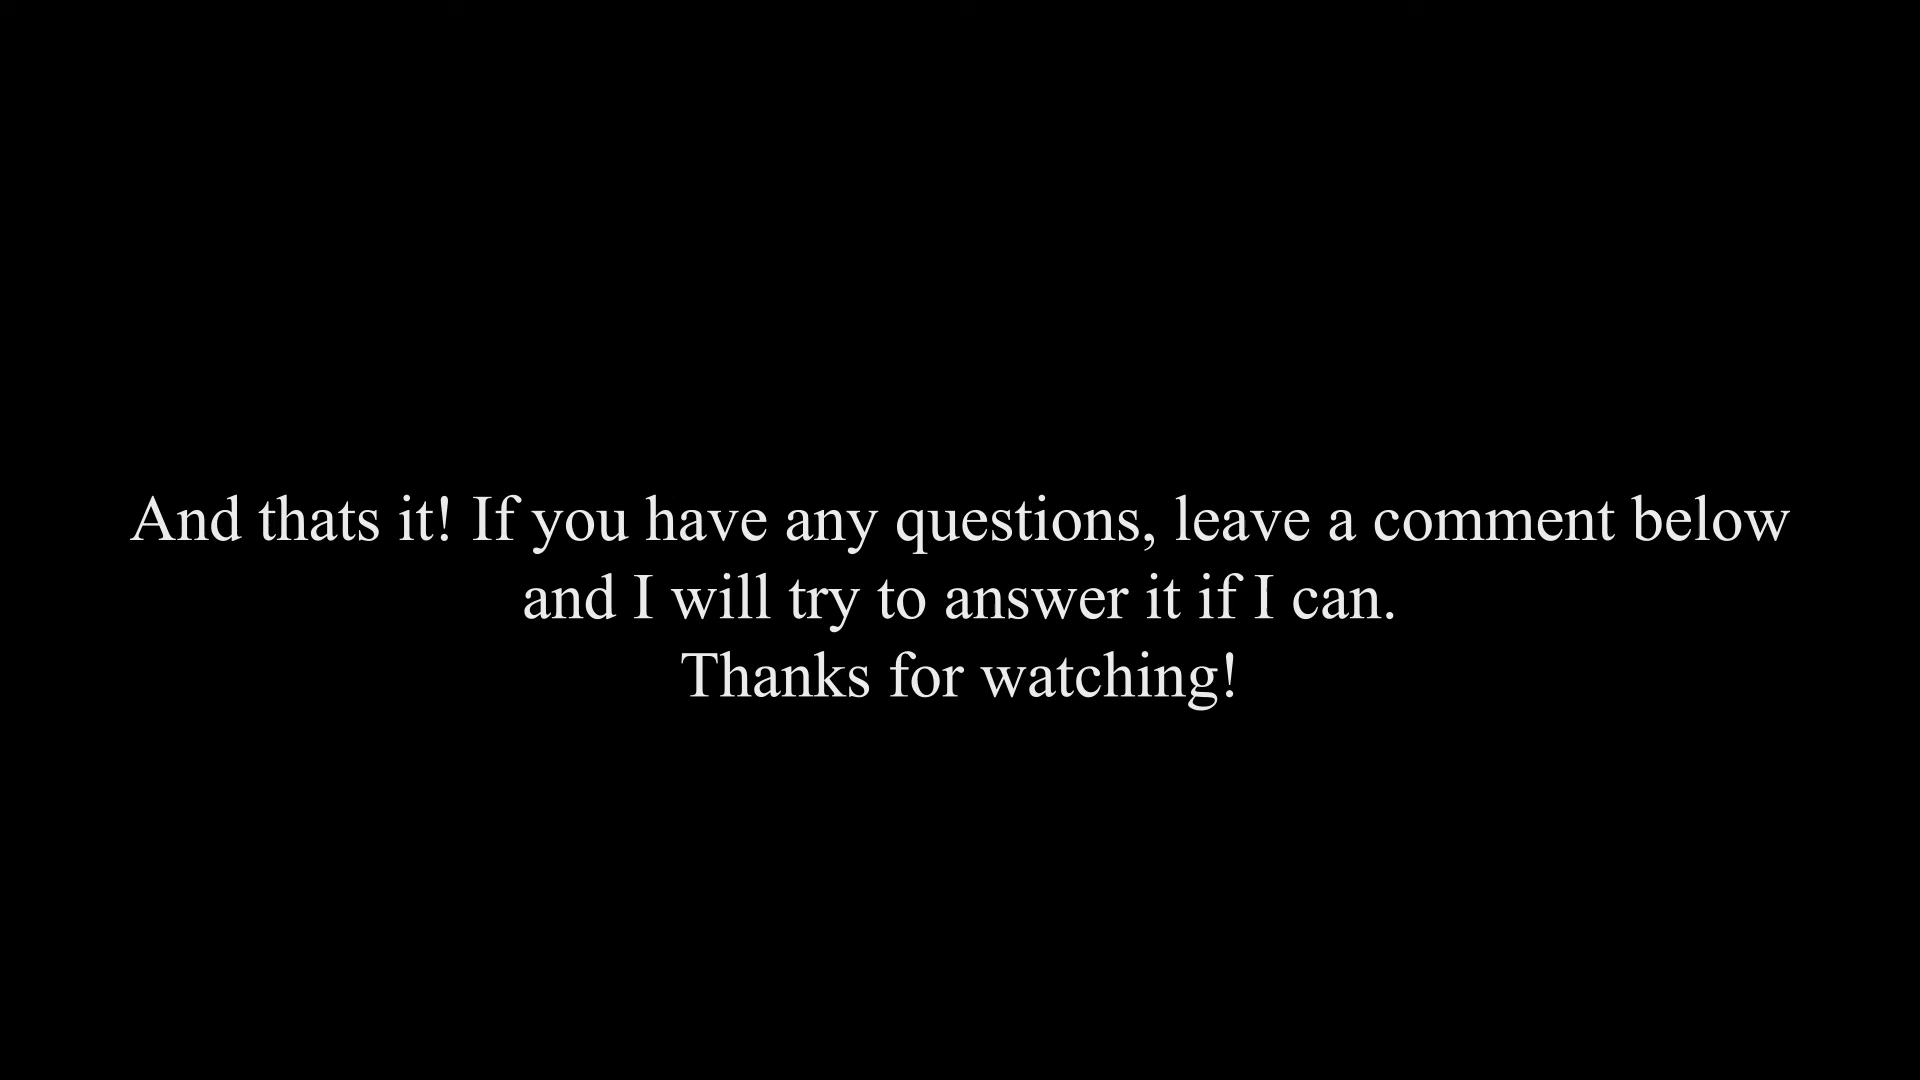 And thats it! If you have any questions, leave a comment below
and I will try to answer it if I can.
Thanks for watching!